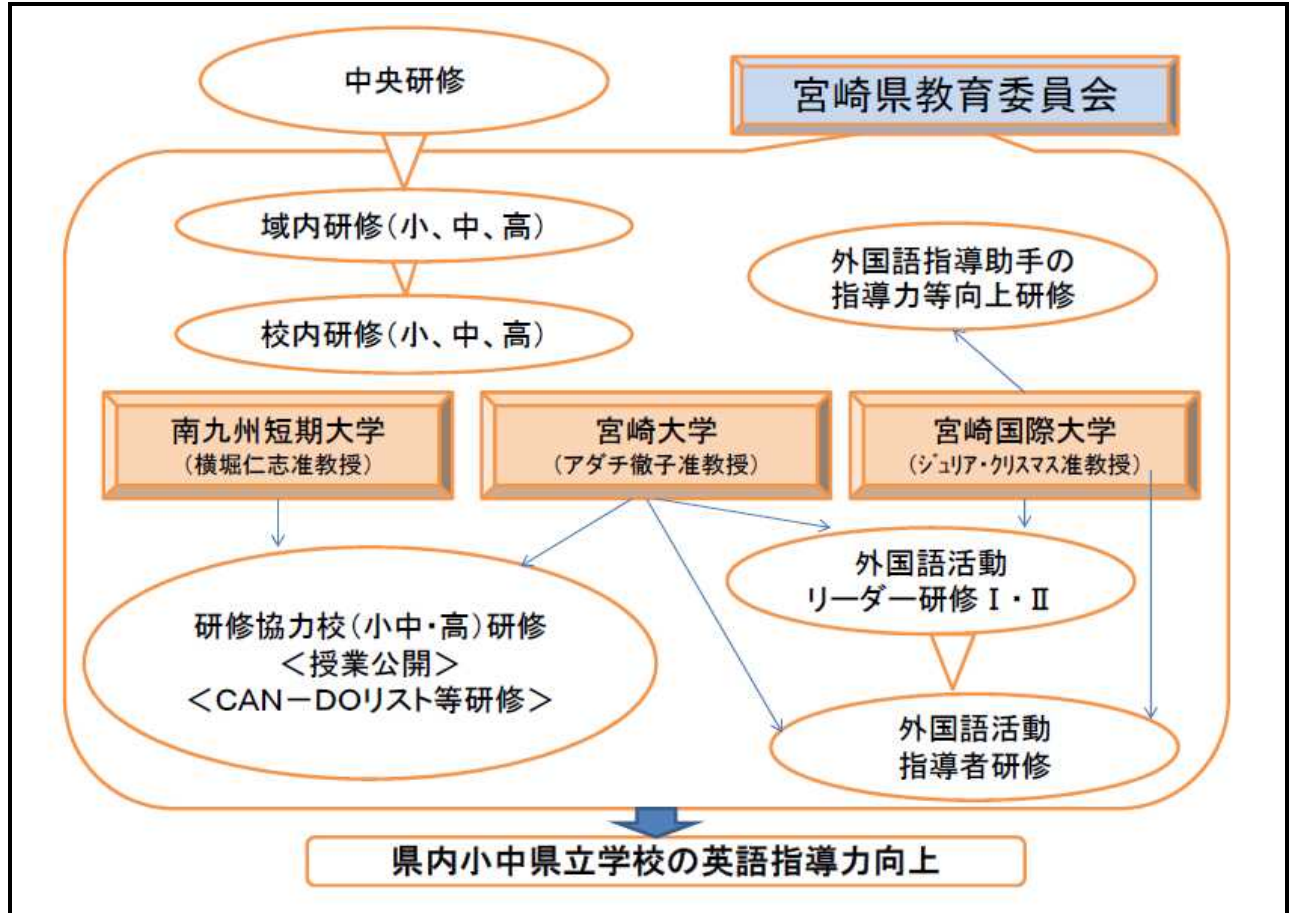 中央研修
宮崎県教育委員会
域内研修(小、中、高)
外国語指導助手の
指導力等向上研修
校内研修(小、中、高)
南九州短期大学
(横堀仁志准教授)
宮崎大学
(アダチ徹子准教授)
宮崎国際大学
(ジュリア・クリスマス准教授)
外国語活動
リーダー研修Ⅰ・Ⅱ
研修協力校(小中・高)研修
<授業公開>
<CAN-DOリスト等研修>
外国語活動
指導者研修
県内小中県立学校の英語指導力向上